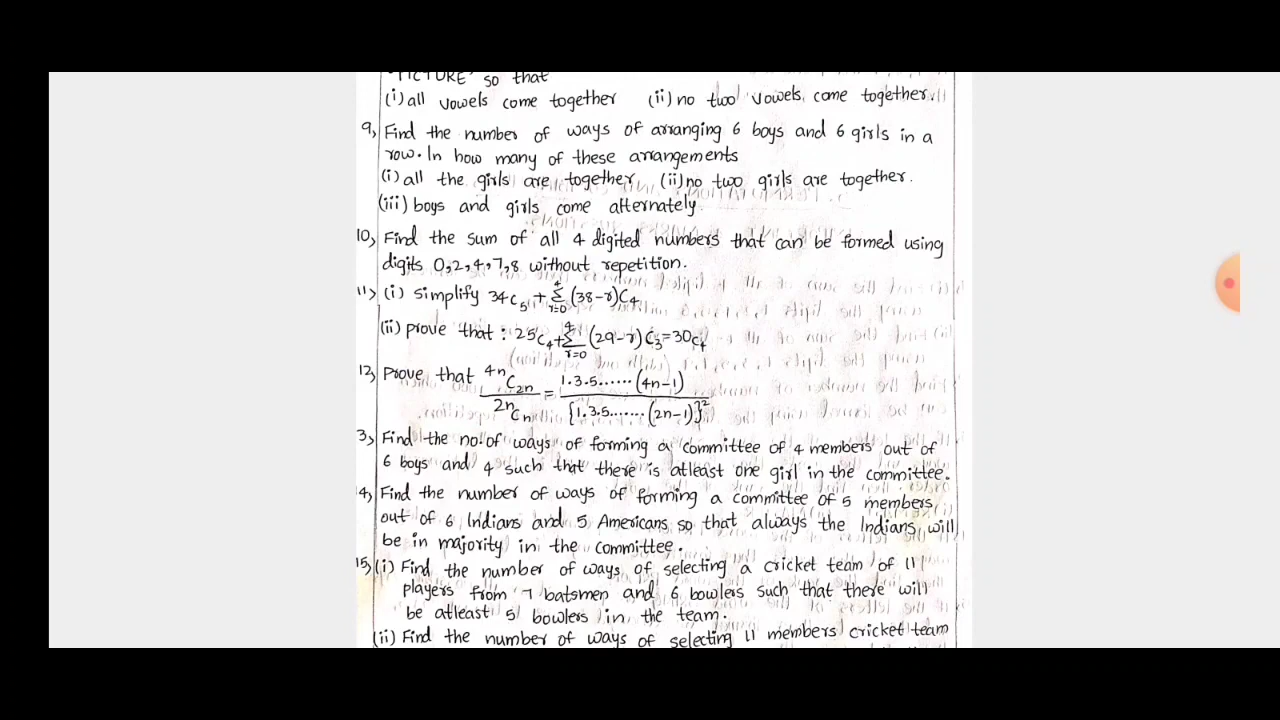 "PICTURE" so that
(i) all vowels come together (ii) no two vowels come together.
9, Find the number of ways of arranging 6 boys and 6 girls in a
row. In how many of these arrangements
(i) all the girls are together (ii) no two girls are together.
(iii) boys and girls come alternately.
10, Find the sum of all 4 digited numbers that can be formed using
digits 0,2,4,7,8 without repetition.
11, (i) simplify 34C₅ + Σ⁴ᵣ₌₀ (38-r)C₄
(ii) prove that : 25C₄ + Σ⁴ᵣ₌₀ (29-r)C₃ = 30C₄
12, Prove that ⁴ⁿC₂ₙ / ²ⁿCₙ = 1.3.5......(4n-1) / {1.3.5.......(2n-1)}²
3, Find the no. of ways of forming a committee of 4 members out of
6 boys and 4 such that there is atleast one girl in the committee.
14, Find the number of ways of forming a committee of 5 members
out of 6 Indians and 5 Americans so that always the Indians will
be in majority in the committee.
15, (i) Find the number of ways of selecting a cricket team of 11
players from 7 batsmen and 6 bowlers such that there will
be atleast 5 bowlers in the team.
(ii) Find the number of ways of selecting 11 members cricket team